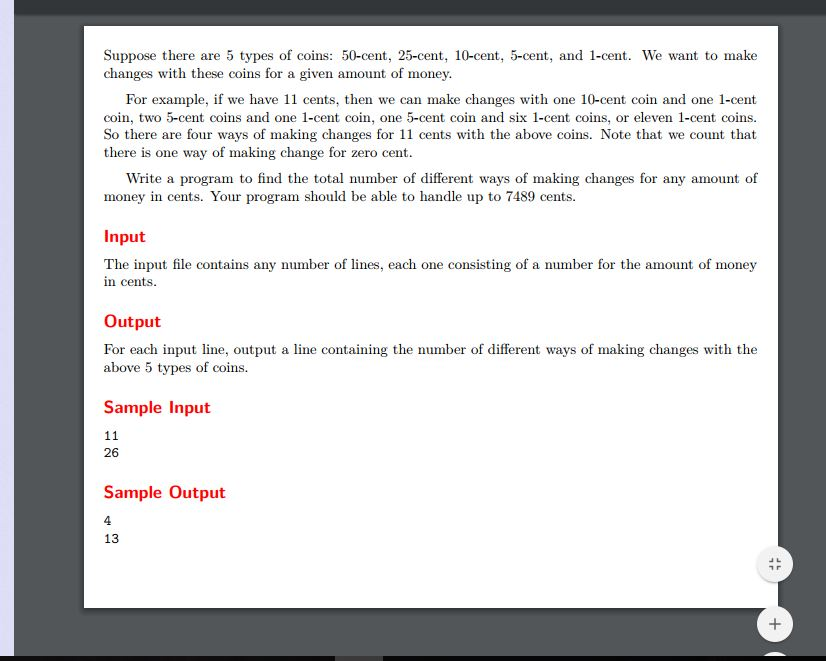 Suppose there are 5 types of coins: 50-cent, 25-cent, 10-cent, 5-cent, and 1-cent. We want to make
changes with these coins for a given amount of money.
For example, if we have 11 cents, then we can make changes with one 10-cent coin and one 1-cent
coin, two 5-cent coins and one 1-cent coin, one 5-cent coin and six 1-cent coins, or eleven 1-cent coins.
So there are four ways of making changes for 11 cents with the above coins. Note that we count that
there is one way of making change for zero cent.
Write a program to find the total number of different ways of making changes for any amount of
money in cents. Your program should be able to handle up to 7489 cents.
Input
The input file contains any number of lines, each one consisting of a number for the amount of money
in cents.
Output
For each input line, output a line containing the number of different ways of making changes with the
above 5 types of coins.
Sample Input
11
26
Sample Output
4
13